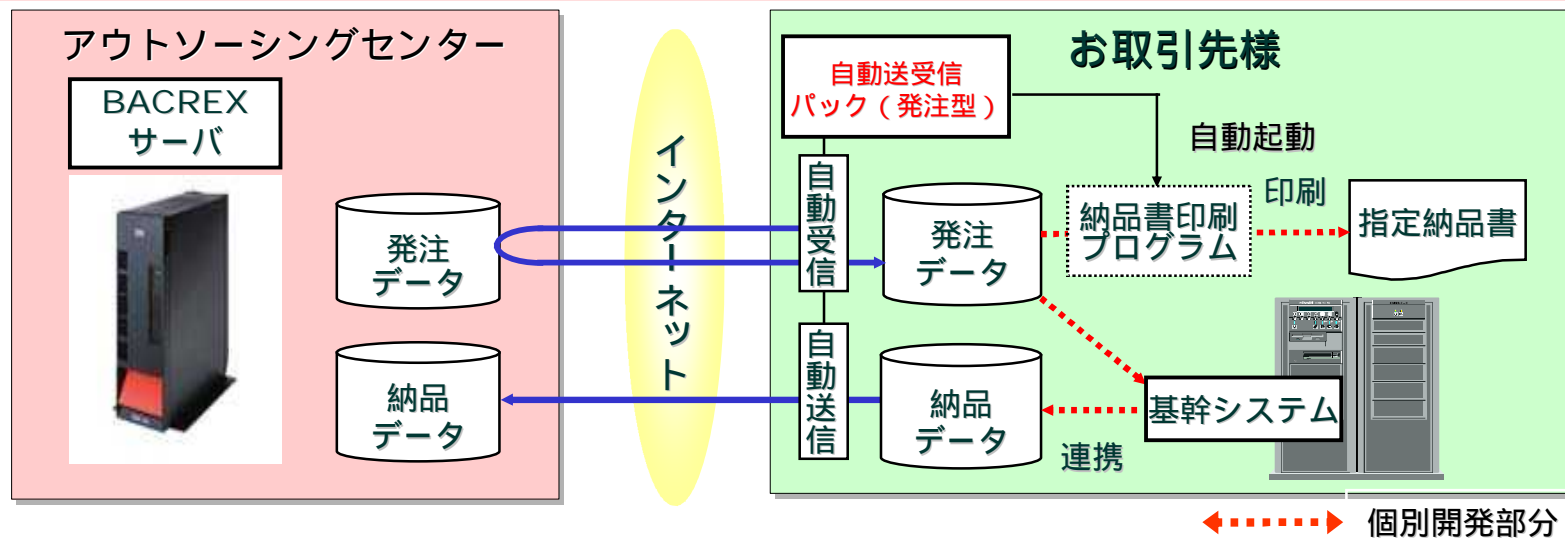 アウトソーシングセンター
BACREX
サーバ
発注
データ
納品
データ
インターネット
お取引先様
自動送受信
パック（発注型）
自動起動
自動受信
発注
データ
納品書印刷
プログラム
印刷
指定納品書
自動送信
納品
データ
基幹システム
連携
個別開発部分